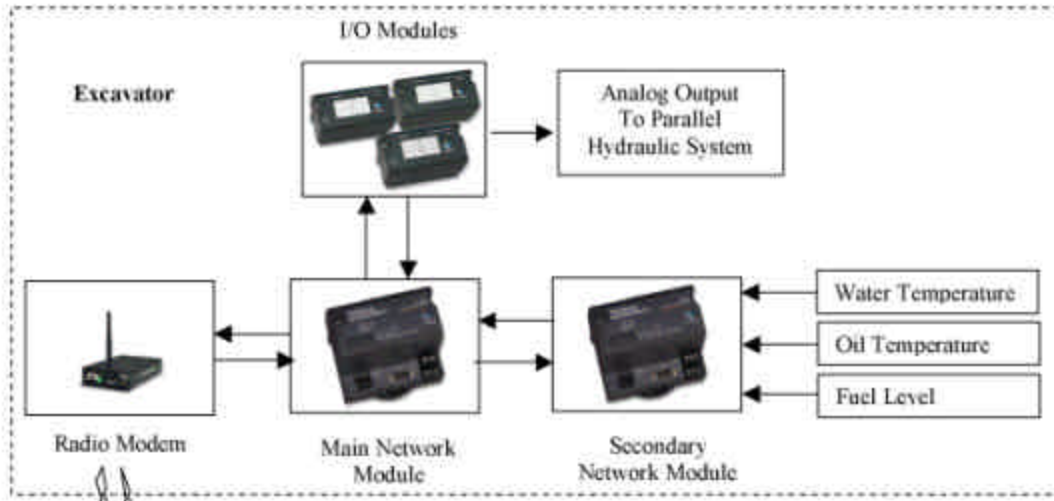 I/O Modules
Excavator
Analog Output
To Parallel
Hydraulic System
Water Temperature
Oil Temperature
Fuel Level
Radio Modem
Main Network
Module
Secondary
Network Module